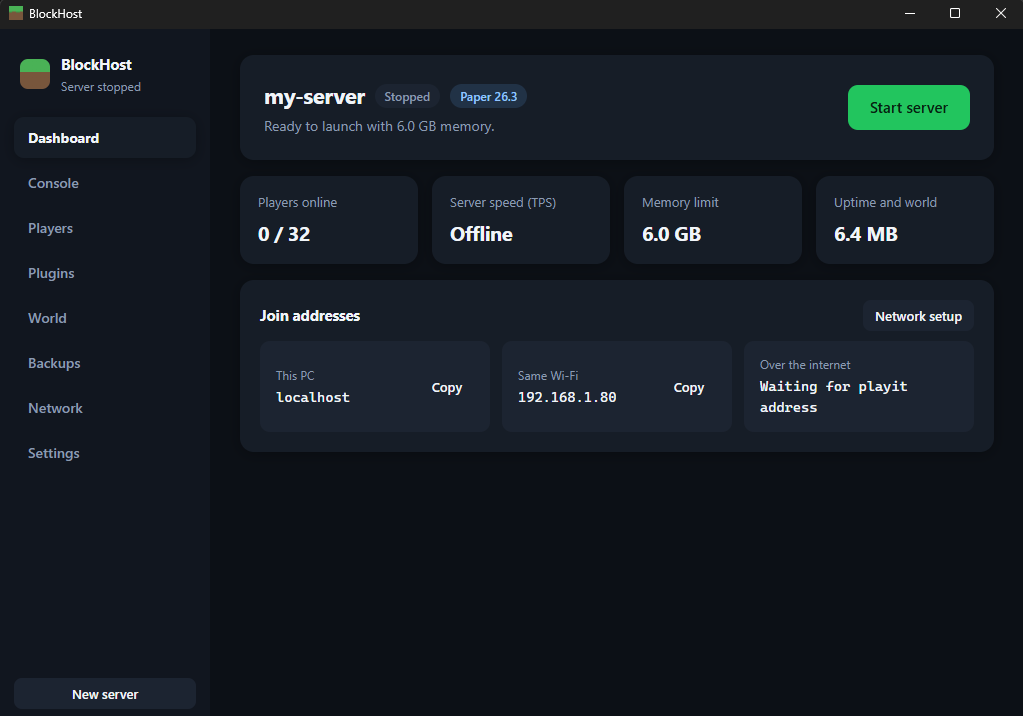 BlockHost
BlockHost
Server stopped
Dashboard
Console
Players
Plugins
World
Backups
Network
Settings
New server
my-server
Stopped
Paper 26.3
Ready to launch with 6.0 GB memory.
Start server
Players online
0 / 32
Server speed (TPS)
Offline
Memory limit
6.0 GB
Uptime and world
6.4 MB
Join addresses
Network setup
This PC
localhost
Copy
Same Wi-Fi
192.168.1.80
Copy
Over the internet
Waiting for playit
address